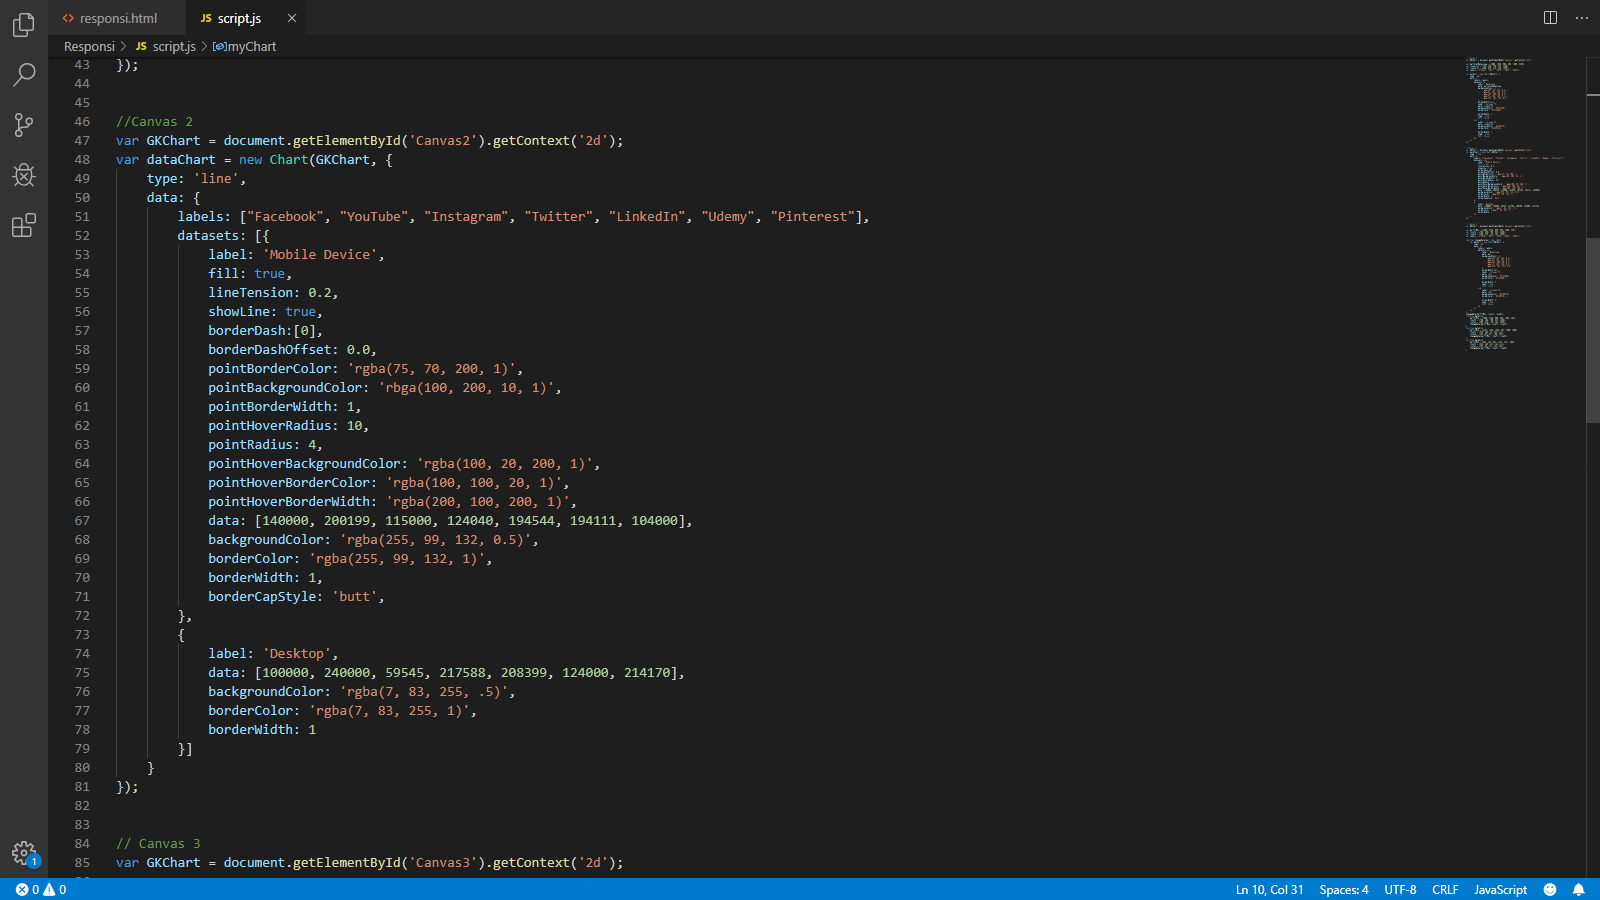 responsi.html
JS script.js
Responsi > JS script.js > myChart
43 });
44
45
46 //Canvas 2
47 var GKChart = document.getElementById('Canvas2').getContext('2d');
48 var dataChart = new Chart(GKChart, {
49 type: 'line',
50 data: {
51 labels: ["Facebook", "YouTube", "Instagram", "Twitter", "LinkedIn", "Udemy", "Pinterest"],
52 datasets: [{
53 label: 'Mobile Device',
54 fill: true,
55 lineTension: 0.2,
56 showLine: true,
57 borderDash:[0],
58 borderDashOffset: 0.0,
59 pointBorderColor: 'rgba(75, 70, 200, 1)',
60 pointBackgroundColor: 'rbga(100, 200, 10, 1)',
61 pointBorderWidth: 1,
62 pointHoverRadius: 10,
63 pointRadius: 4,
64 pointHoverBackgroundColor: 'rgba(100, 20, 200, 1)',
65 pointHoverBorderColor: 'rgba(100, 100, 20, 1)',
66 pointHoverBorderWidth: 'rgba(200, 100, 200, 1)',
67 data: [140000, 200199, 115000, 124040, 194544, 194111, 104000],
68 backgroundColor: 'rgba(255, 99, 132, 0.5)',
69 borderColor: 'rgba(255, 99, 132, 1)',
70 borderWidth: 1,
71 borderCapStyle: 'butt',
72 },
73 {
74 label: 'Desktop',
75 data: [100000, 240000, 59545, 217588, 208399, 124000, 214170],
76 backgroundColor: 'rgba(7, 83, 255, .5)',
77 borderColor: 'rgba(7, 83, 255, 1)',
78 borderWidth: 1
79 }]
80 }
81 });
82
83
84 // Canvas 3
85 var GKChart = document.getElementById('Canvas3').getContext('2d');
1
0 0 Ln 10, Col 31 Spaces: 4 UTF-8 CRLF JavaScript